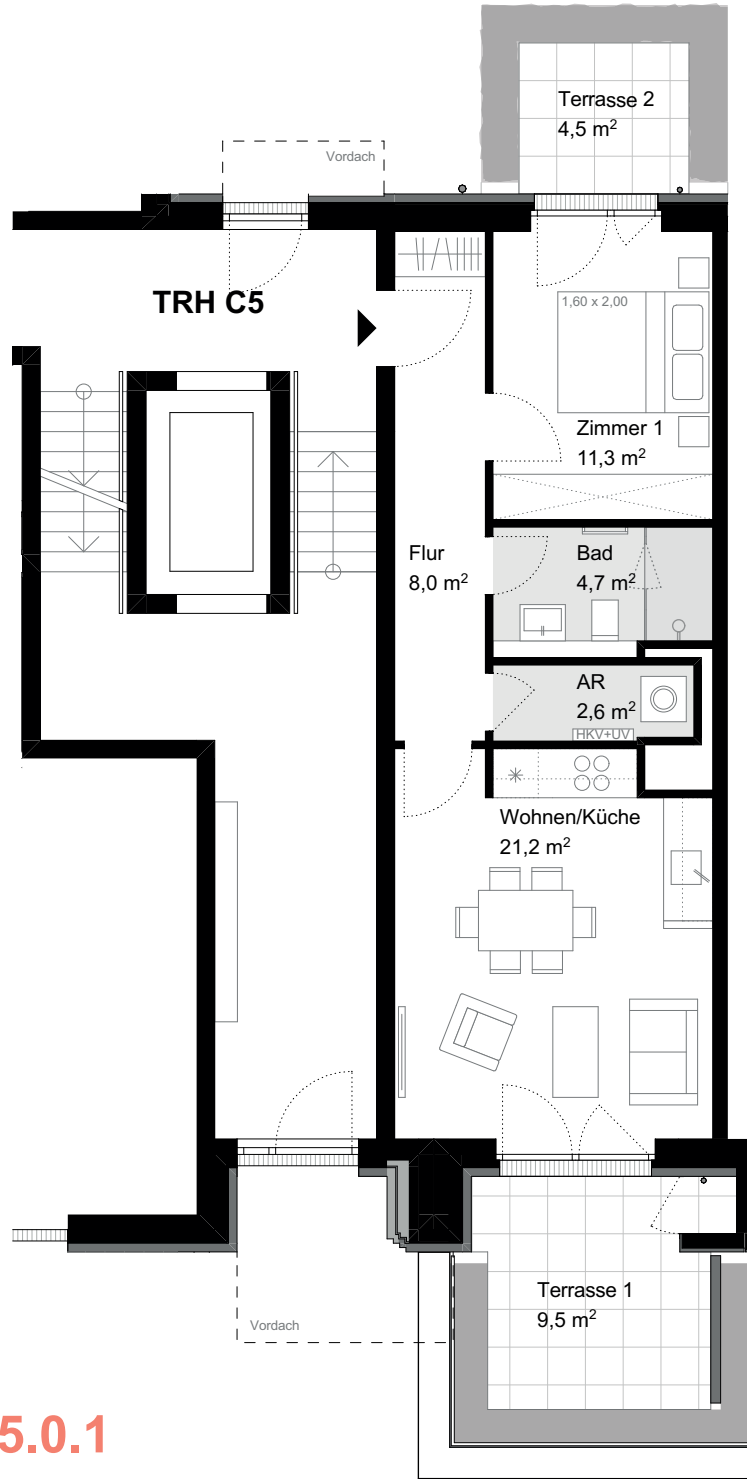 Terrasse 2
4,5 m²
Vordach
TRH C5
1,60 x 2,00
Zimmer 1
11,3 m²
Flur
8,0 m²
Bad
4,7 m²
AR
2,6 m²
HKV+UV
Wohnen/Küche
21,2 m²
Terrasse 1
9,5 m²
Vordach
5.0.1